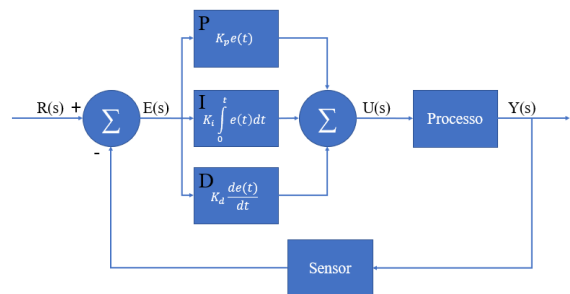 P
K_p e(t)
R(s) +
∑
E(s)
I
K_i ∫_0^t e(t)dt
∑
U(s)
Processo
Y(s)
-
D
K_d de(t)/dt
Sensor